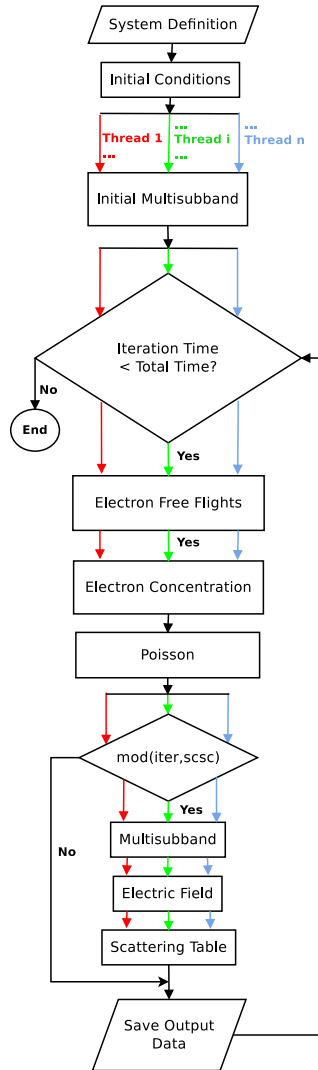 System Definition
Initial Conditions
... ...
Thread 1 Thread i Thread n
... ...
Initial Multisubband
Iteration Time
< Total Time?
No
End
Yes
Electron Free Flights
Yes
Electron Concentration
Poisson
mod(iter,scsc)
Yes
No
Multisubband
Electric Field
Scattering Table
Save Output
Data